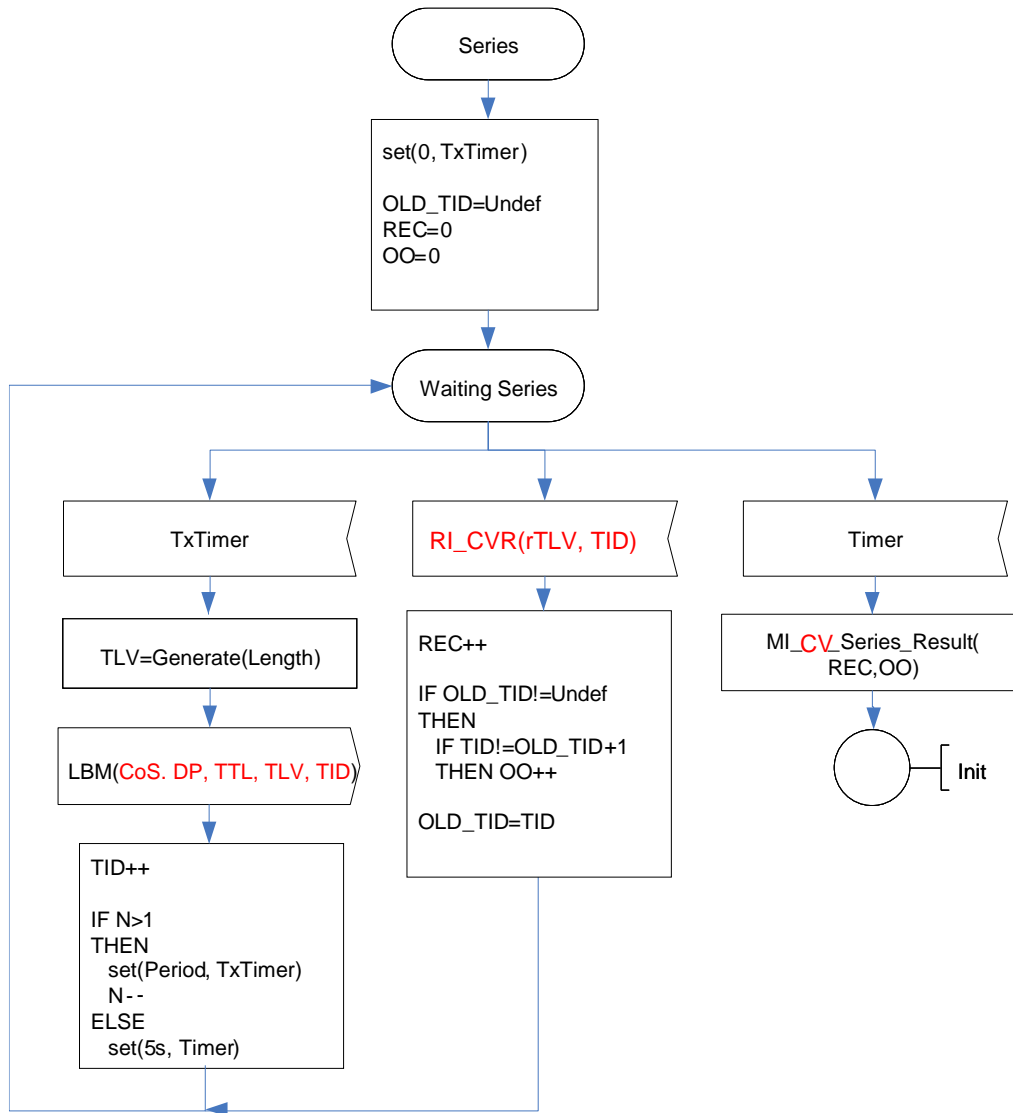 Series
set(0, TxTimer)
OLD_TID=Undef
REC=0
OO=0
Waiting Series
TxTimer
RI_CVR(rTLV, TID)
Timer
TLV=Generate(Length)
MI_CV_Series_Result(
REC,OO)
LBM(CoS. DP, TTL, TLV, TID)
REC++
IF OLD_TID!=Undef
THEN
IF TID!=OLD_TID+1
THEN OO++
OLD_TID=TID
Init
TID++
IF N>1
THEN
set(Period, TxTimer)
N--
ELSE
set(5s, Timer)